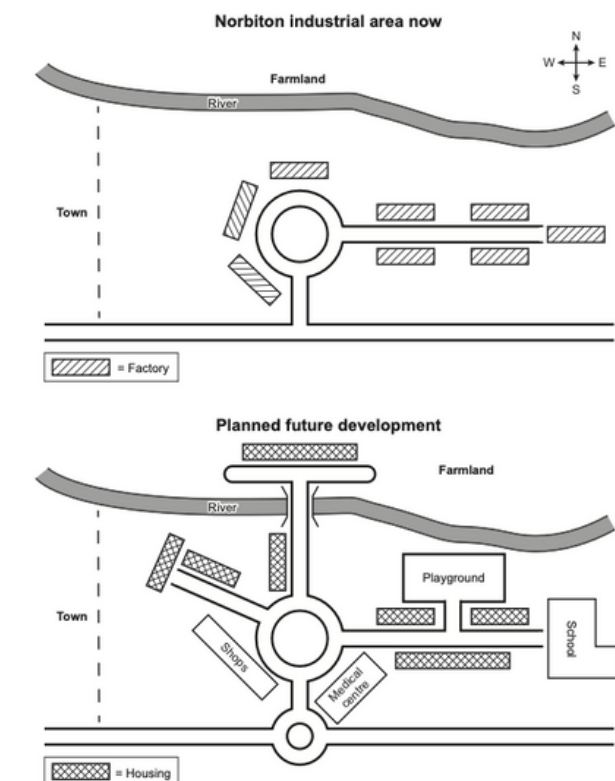 Norbiton industrial area now
N
W E
S
Farmland
River
Town
= Factory
Planned future development
Farmland
River
Playground
Town
School
Shops
Medical
centre
= Housing